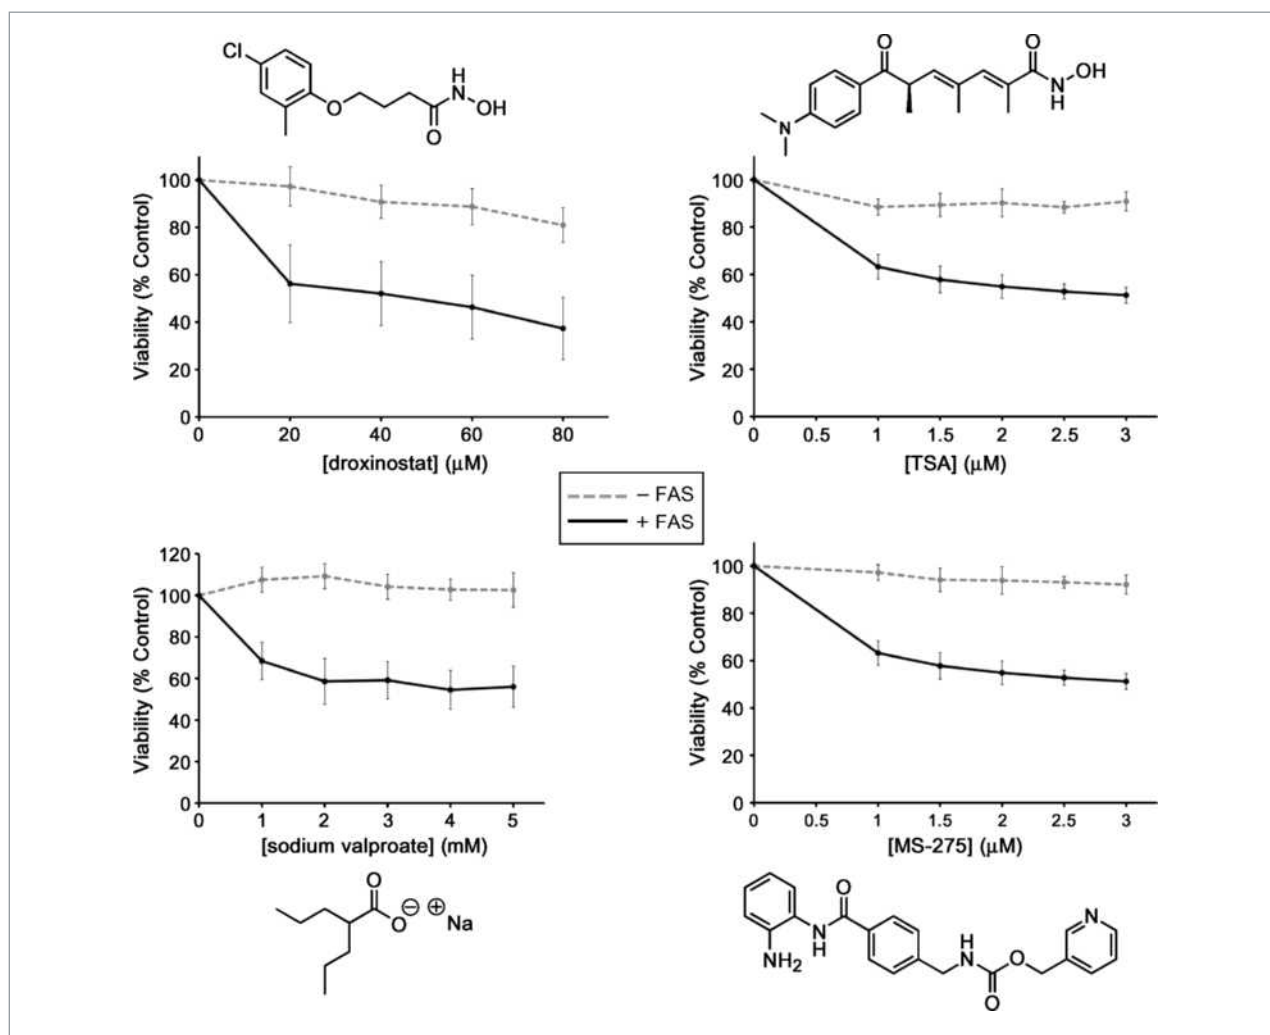 Cl
O
H
N
OH
O
O
O
N
H
OH
N
Viability (% Control)
100
80
60
40
20
0
0 20 40 60 80
[droxinostat] (μM)
Viability (% Control)
100
80
60
40
20
0
0 0.5 1 1.5 2 2.5 3
[TSA] (μM)
− FAS
+ FAS
Viability (% Control)
120
100
80
60
40
20
0
0 1 2 3 4 5
[sodium valproate] (mM)
Viability (% Control)
100
80
60
40
20
0
0 0.5 1 1.5 2 2.5 3
[MS-275] (μM)
O
O ⊖ ⊕ Na
O
N
H
NH2
H
N
O
O
N